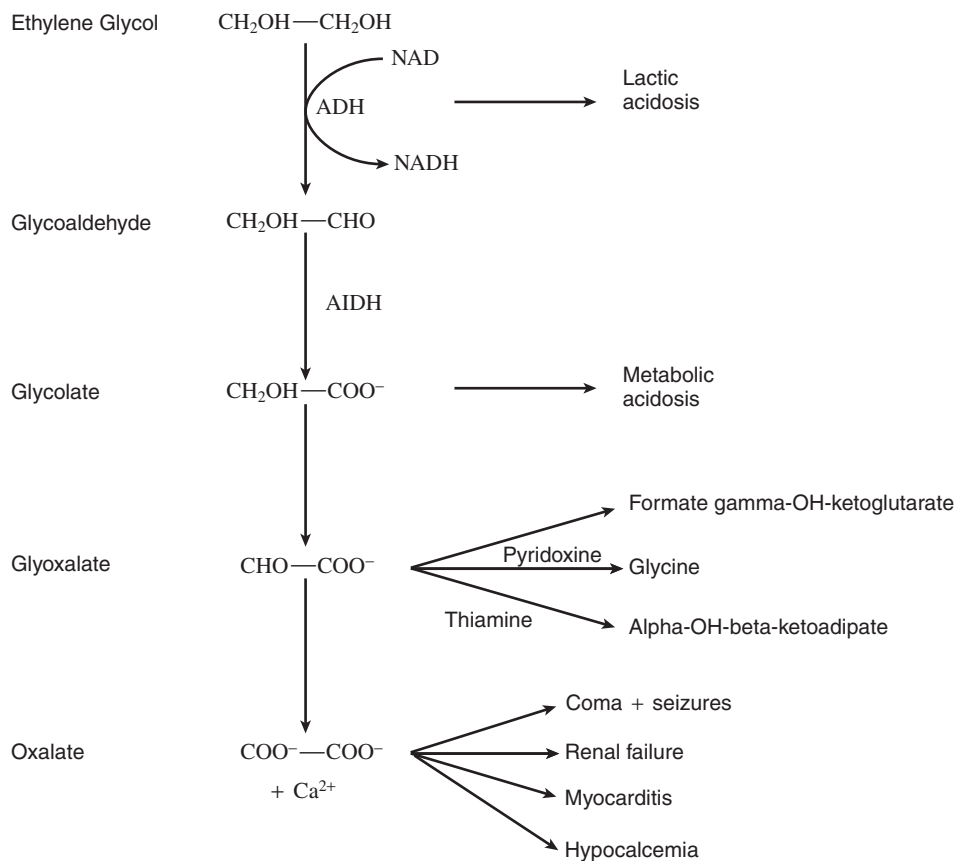 Ethylene Glycol CH₂OH—CH₂OH
NAD
ADH
Lactic
acidosis
NADH
Glycoaldehyde CH₂OH—CHO
AIDH
Glycolate CH₂OH—COO⁻
Metabolic
acidosis
Formate gamma-OH-ketoglutarate
Glyoxalate CHO—COO⁻
Pyridoxine
Glycine
Thiamine
Alpha-OH-beta-ketoadipate
Coma + seizures
Oxalate COO⁻—COO⁻
Renal failure
+ Ca²⁺
Myocarditis
Hypocalcemia